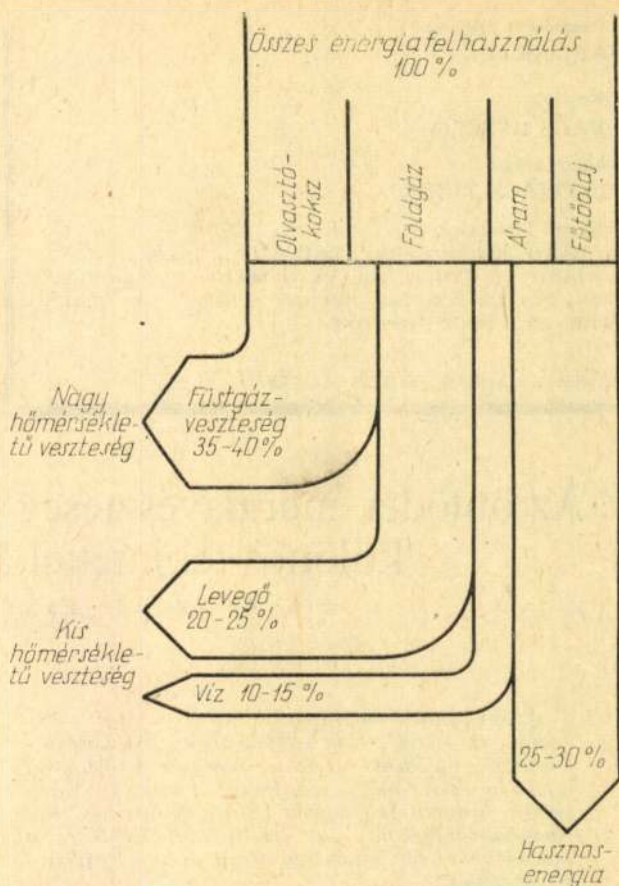 Összes energiafelhasználás
100 %
Olvasztó-
koksz
Földgáz
Áram
Fűtőolaj
Nagy
hőmérsékle-
tű veszteség
Füstgáz-
veszteség
35-40 %
Levegő
20-25 %
Kis
hőmérsékle-
tű veszteség
Víz 10-15 %
25-30 %
Hasznos-
energia